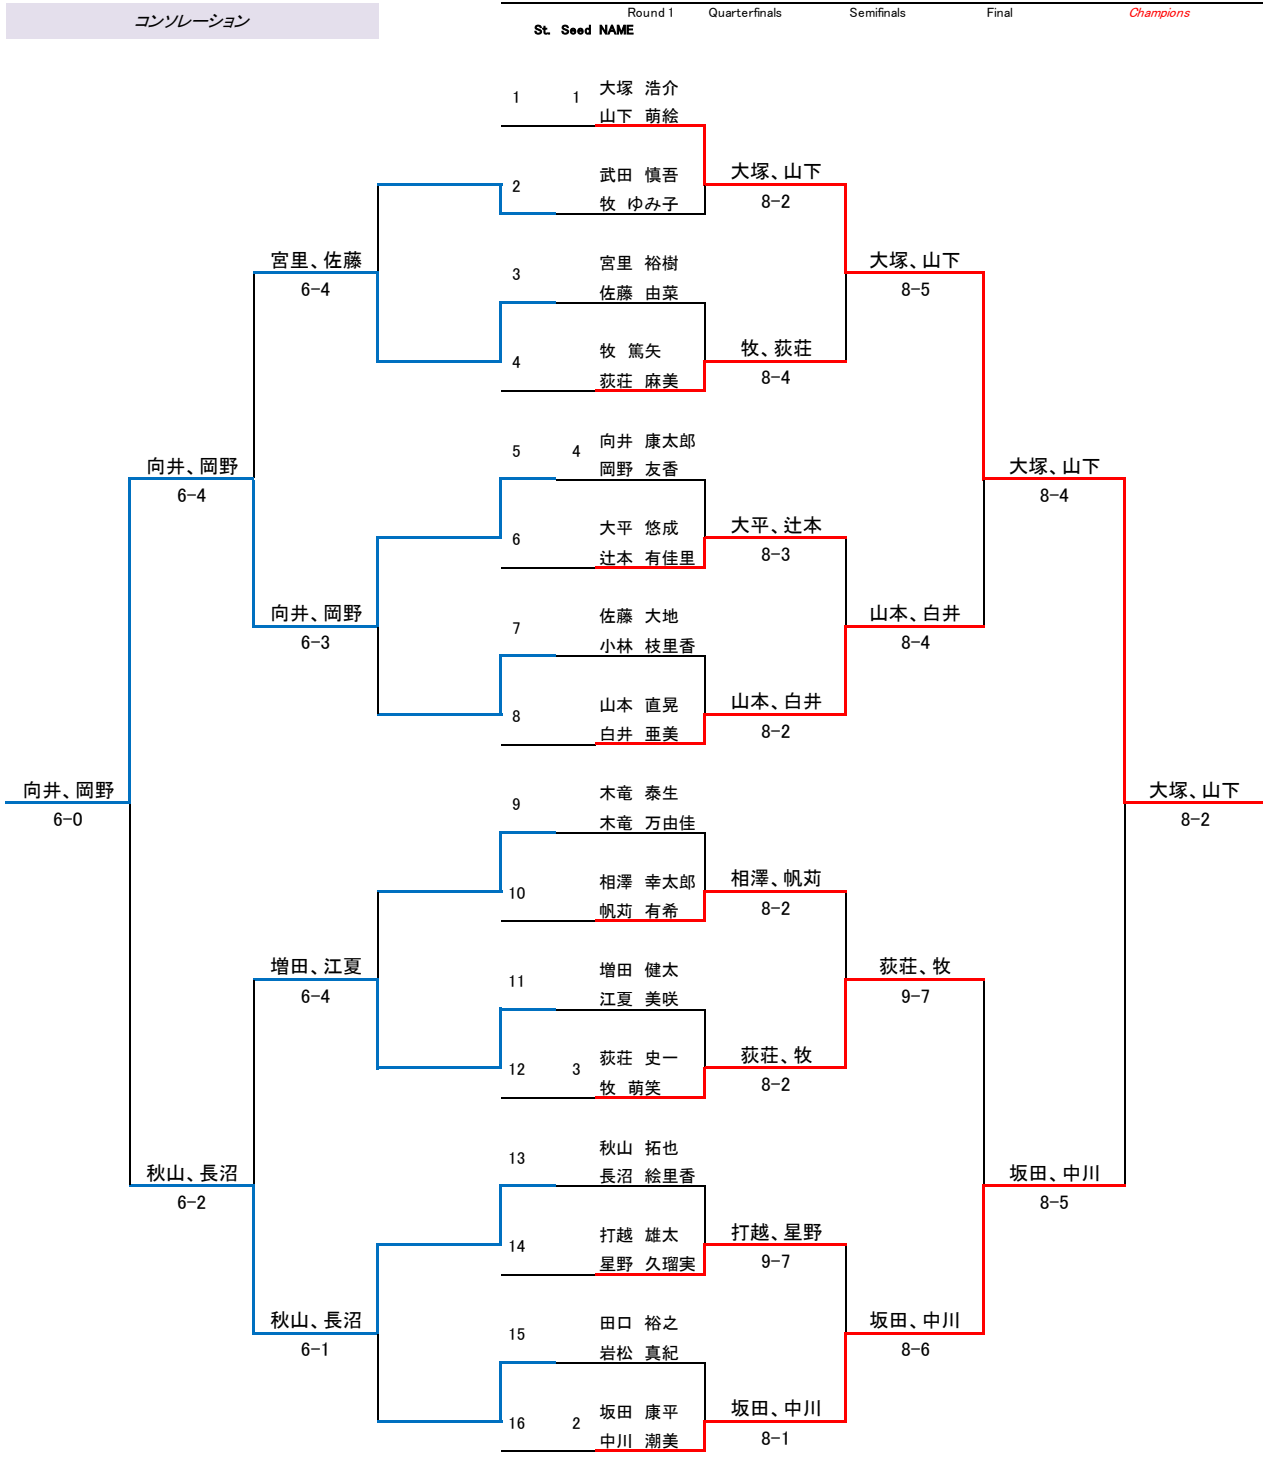 コンソレーション
Round 1 Quarterfinals Semifinals Final Champions
St. Seed NAME
1 1 大塚 浩介
山下 萌絵
2 武田 慎吾
牧 ゆみ子
大塚、山下
8-2
3 宮里 裕樹
佐藤 由菜
宮里、佐藤
6-4
大塚、山下
8-5
4 牧 篤矢
荻荘 麻美
牧、荻荘
8-4
5 4 向井 康太郎
岡野 友香
向井、岡野
6-4
大塚、山下
8-4
6 大平 悠成
辻本 有佳里
大平、辻本
8-3
7 佐藤 大地
小林 枝里香
向井、岡野
6-3
山本、白井
8-4
8 山本 直晃
白井 亜美
山本、白井
8-2
向井、岡野
6-0
9 木竜 泰生
木竜 万由佳
大塚、山下
8-2
10 相澤 幸太郎
帆苅 有希
相澤、帆苅
8-2
11 増田 健太
江夏 美咲
増田、江夏
6-4
荻荘、牧
9-7
12 3 荻荘 史一
牧 萌笑
荻荘、牧
8-2
13 秋山 拓也
長沼 絵里香
秋山、長沼
6-2
坂田、中川
8-5
14 打越 雄太
星野 久瑠実
打越、星野
9-7
15 田口 裕之
岩松 真紀
秋山、長沼
6-1
坂田、中川
8-6
16 2 坂田 康平
中川 潮美
坂田、中川
8-1